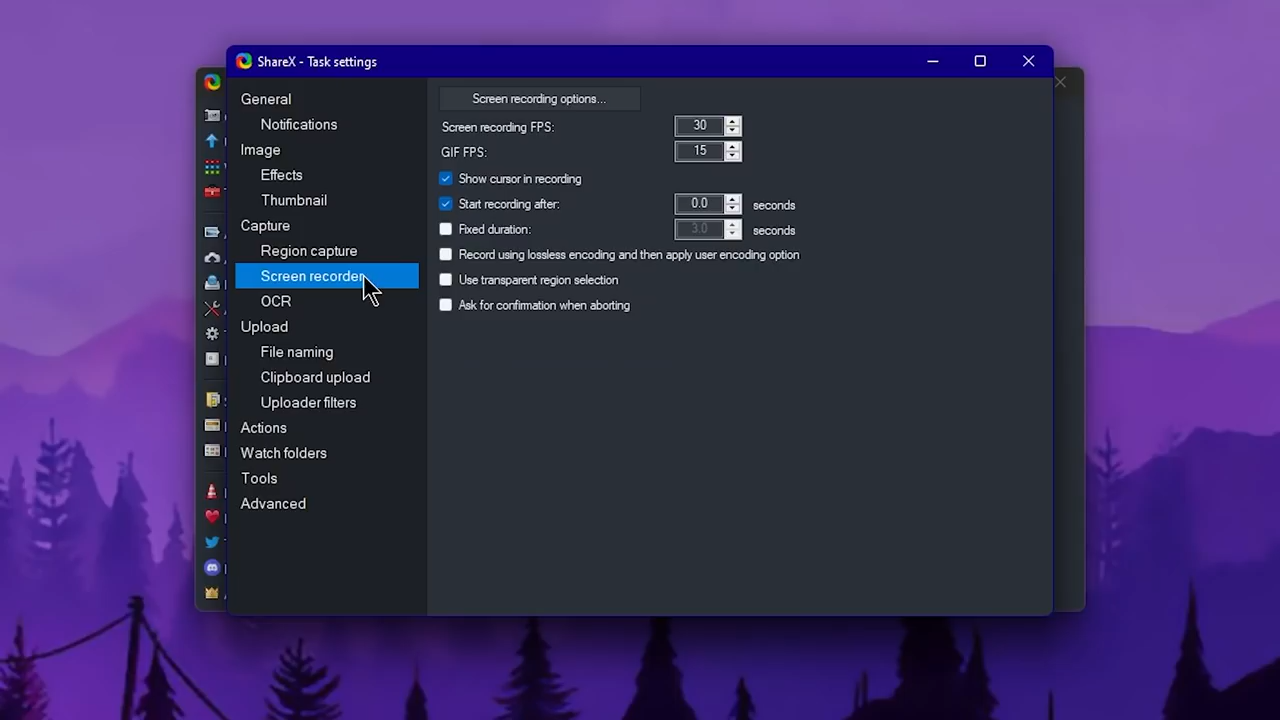 ShareX - Task settings
General
Notifications
Image
Effects
Thumbnail
Capture
Region capture
Screen recorder
OCR
Upload
File naming
Clipboard upload
Uploader filters
Actions
Watch folders
Tools
Advanced
Screen recording options...
Screen recording FPS: 30
GIF FPS: 15
Show cursor in recording
Start recording after: 0.0 seconds
Fixed duration: 3.0 seconds
Record using lossless encoding and then apply user encoding option
Use transparent region selection
Ask for confirmation when aborting